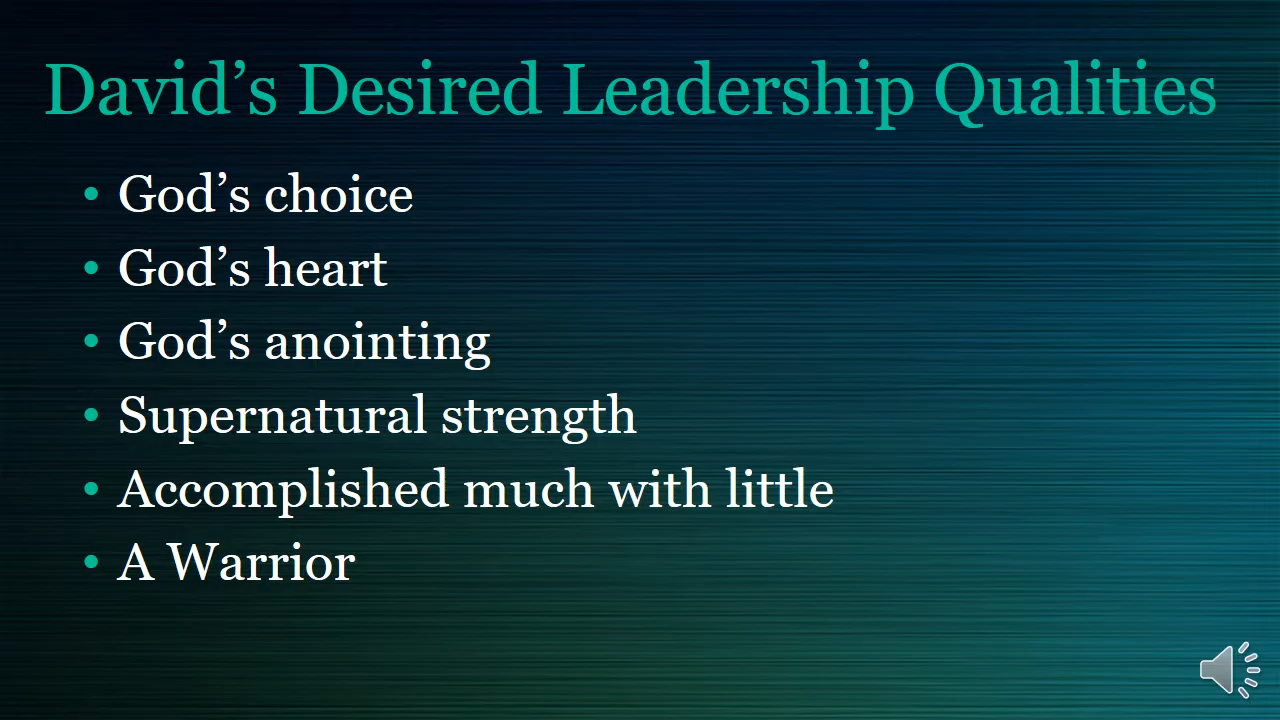 David’s Desired Leadership Qualities
• God’s choice
• God’s heart
• God’s anointing
• Supernatural strength
• Accomplished much with little
• A Warrior